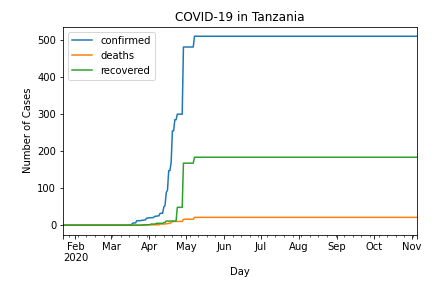 COVID-19 in Tanzania
confirmed
deaths
recovered
Number of Cases
500
400
300
200
100
0
Feb Mar Apr May Jun Jul Aug Sep Oct Nov
2020
Day